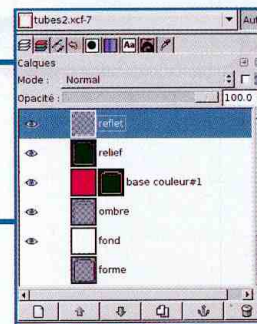 tubes2.xcf-7
Aut
Calques
Mode : Normal
Opacité : 100.0
reflet
relief
base couleur#1
ombre
fond
forme